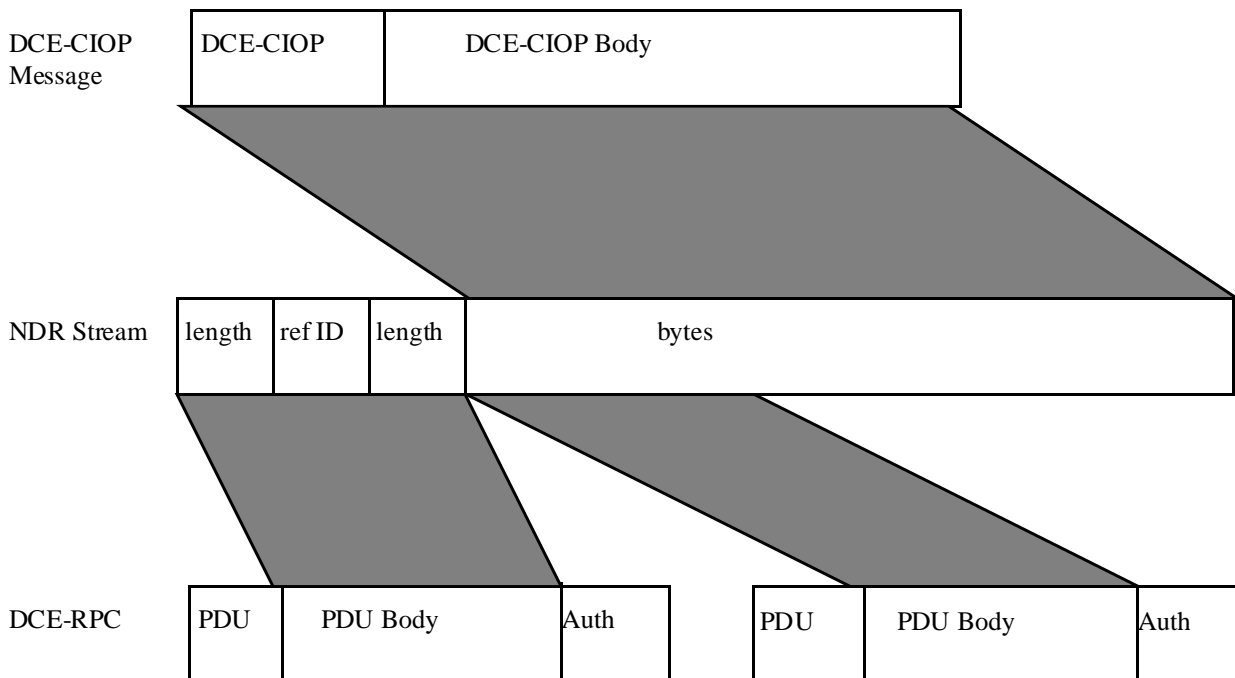 DCE-CIOP Message
DCE-CIOP
DCE-CIOP Body
NDR Stream
length
ref ID
length
bytes
DCE-RPC
PDU
PDU Body
Auth
PDU
PDU Body
Auth